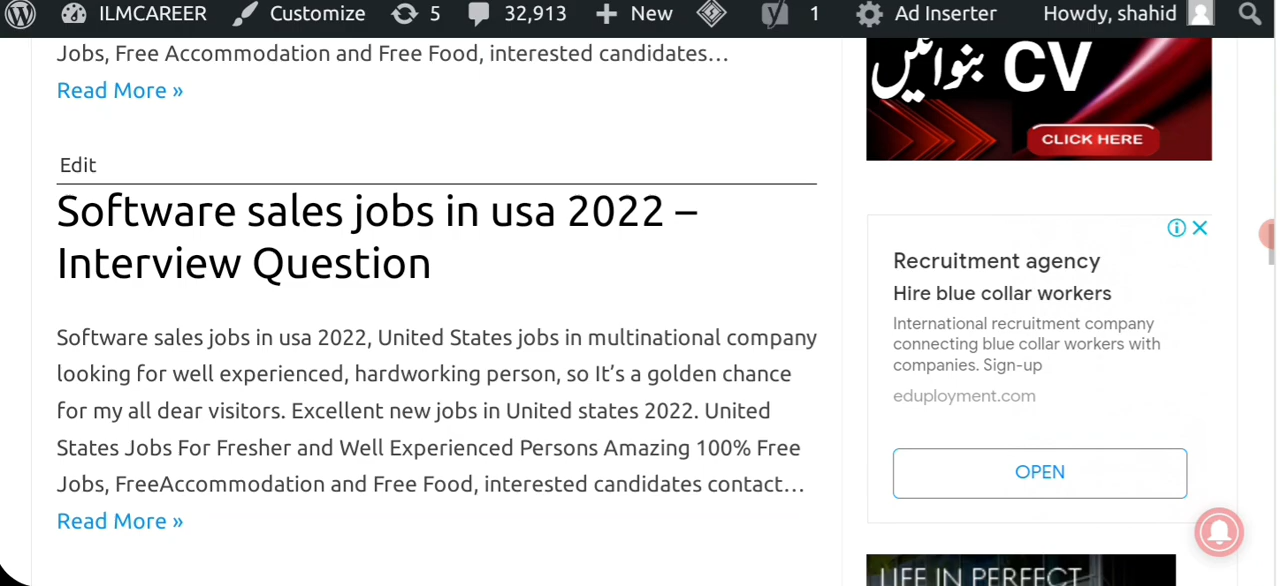 ILMCAREER Customize 5 32,913 New 1 Ad Inserter Howdy, shahid
Jobs, Free Accommodation and Free Food, interested candidates...
Read More »
Edit
Software sales jobs in usa 2022 –
Interview Question
Software sales jobs in usa 2022, United States jobs in multinational company
looking for well experienced, hardworking person, so It’s a golden chance
for my all dear visitors. Excellent new jobs in United states 2022. United
States Jobs For Fresher and Well Experienced Persons Amazing 100% Free
Jobs, FreeAccommodation and Free Food, interested candidates contact...
Read More »
CV بنوائیں
CLICK HERE
Recruitment agency
Hire blue collar workers
International recruitment company
connecting blue collar workers with
companies. Sign-up
eduployment.com
OPEN
LIFE IN PERFECT